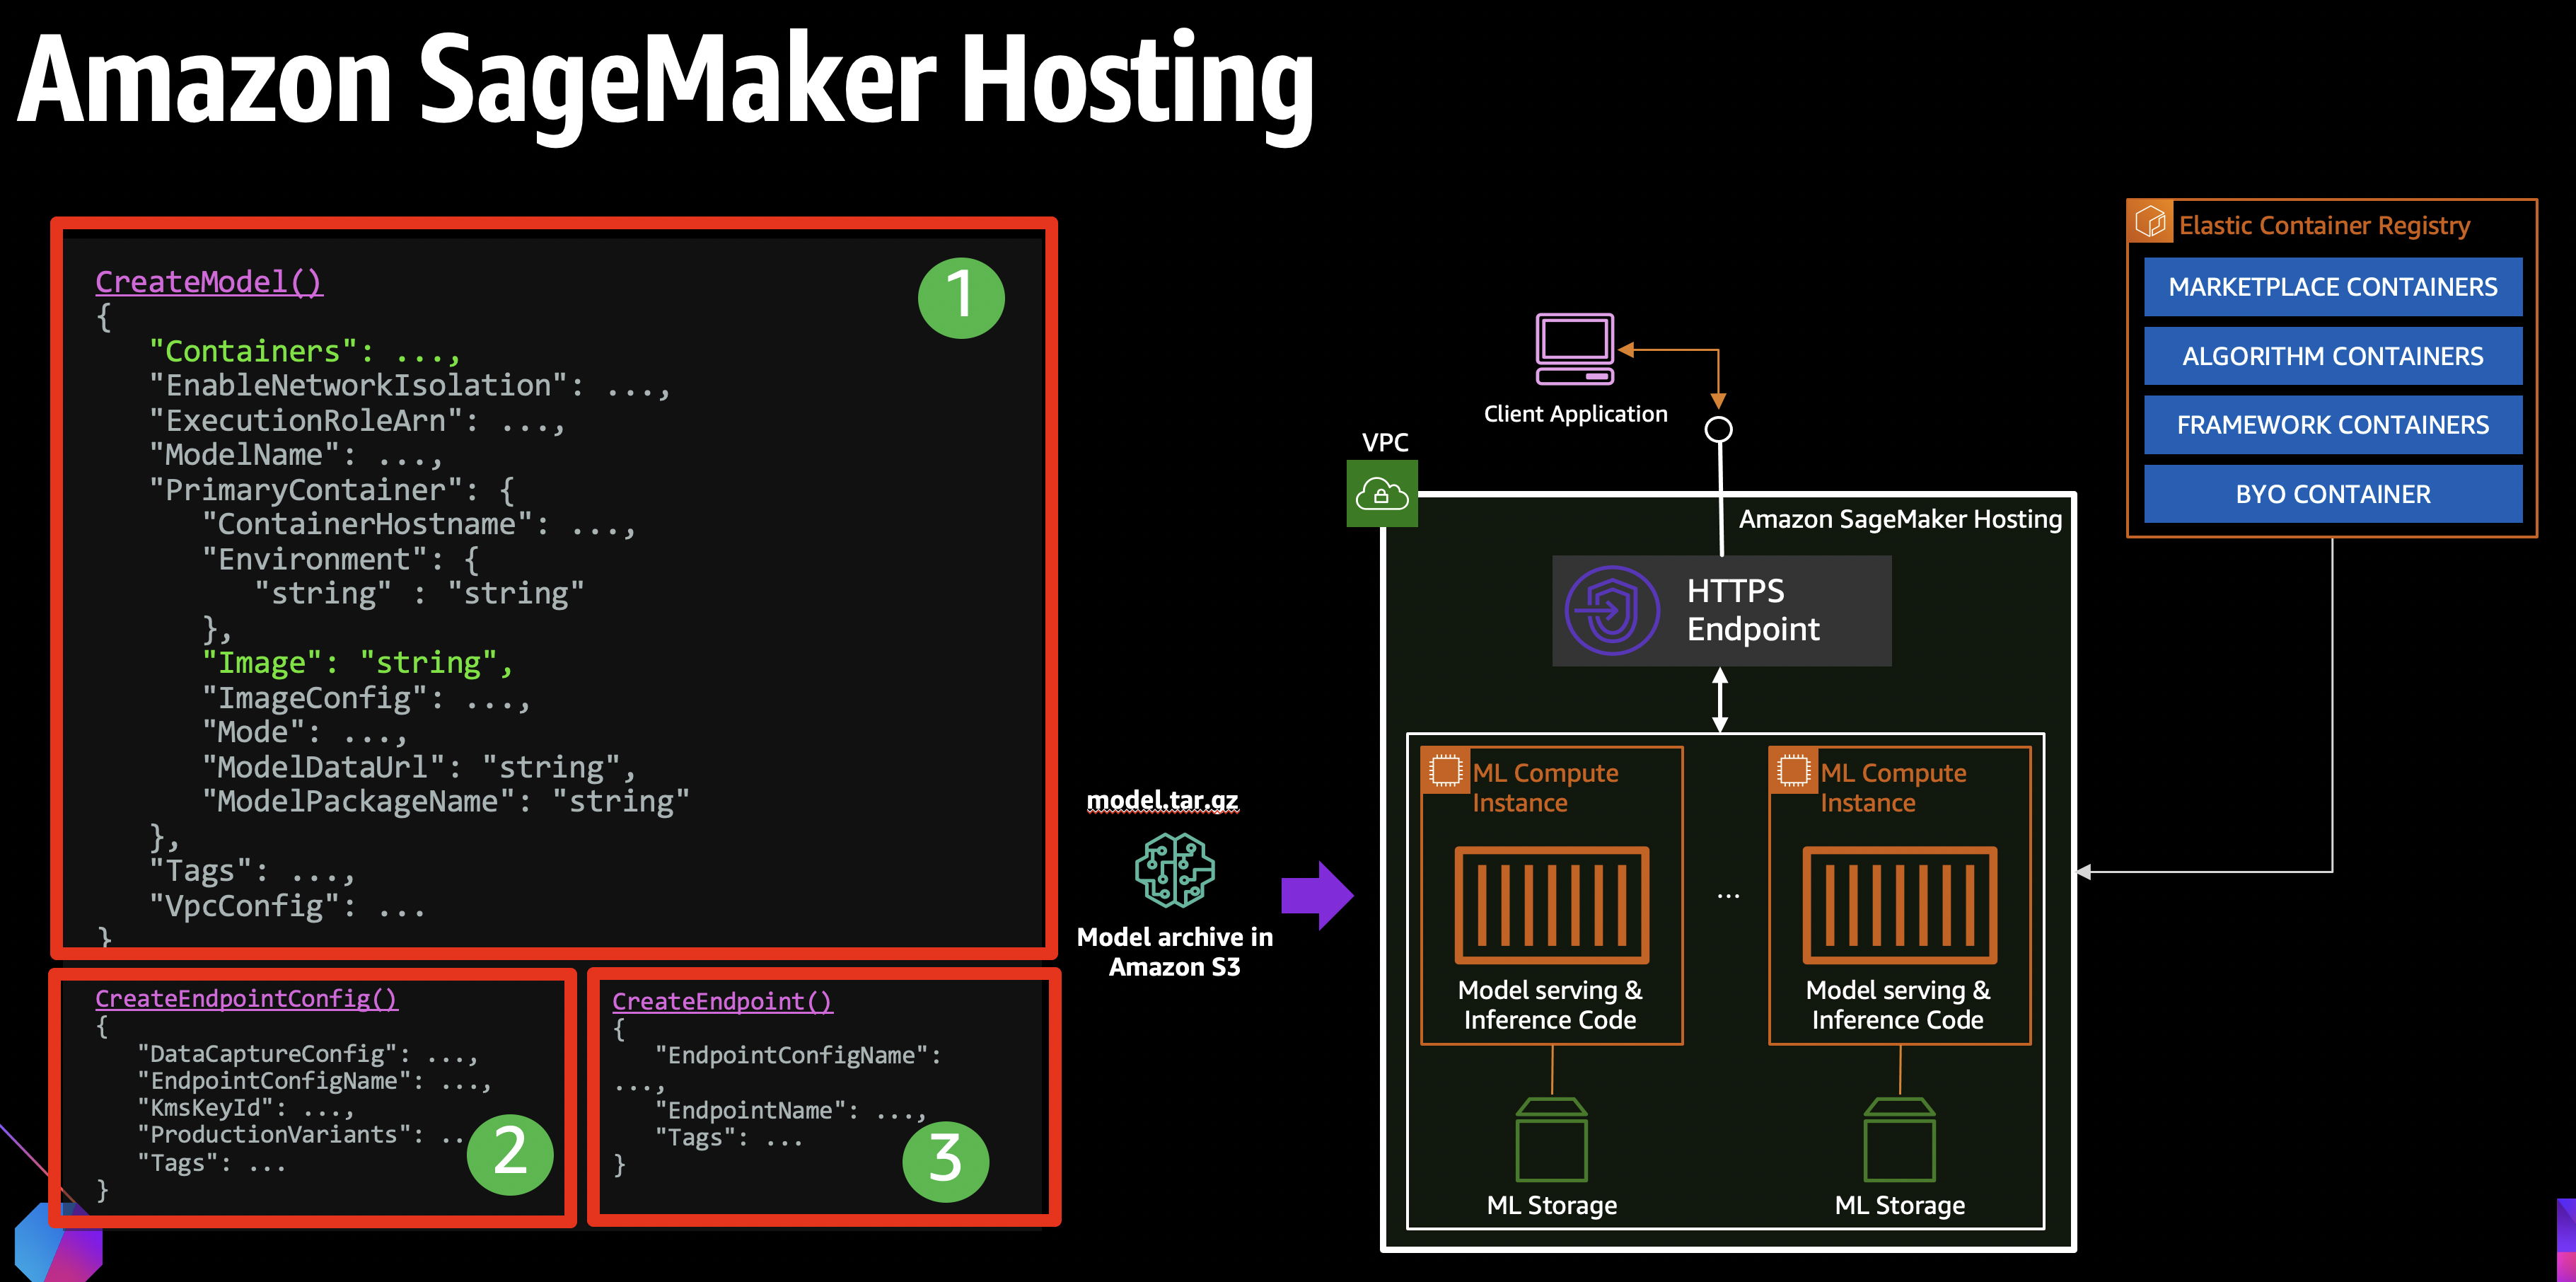 Amazon SageMaker Hosting
CreateModel()
1
{
"Containers": ...,
"EnableNetworkIsolation": ...,
"ExecutionRoleArn": ...,
"ModelName": ...,
"PrimaryContainer": {
"ContainerHostname": ...,
"Environment": {
"string" : "string"
},
"Image": "string",
"ImageConfig": ...,
"Mode": ...,
"ModelDataUrl": "string",
"ModelPackageName": "string"
},
"Tags": ...,
"VpcConfig": ...
}
CreateEndpointConfig()
{
"DataCaptureConfig": ...,
"EndpointConfigName": ...,
"KmsKeyId": ...,
"ProductionVariants": ..
"Tags": ...
}
2
CreateEndpoint()
{
"EndpointConfigName":
...,
"EndpointName": ...,
"Tags": ...
}
3
model.tar.gz
Model archive in
Amazon S3
Client Application
VPC
Amazon SageMaker Hosting
HTTPS
Endpoint
ML Compute
Instance
Model serving &
Inference Code
ML Storage
...
ML Compute
Instance
Model serving &
Inference Code
ML Storage
Elastic Container Registry
MARKETPLACE CONTAINERS
ALGORITHM CONTAINERS
FRAMEWORK CONTAINERS
BYO CONTAINER